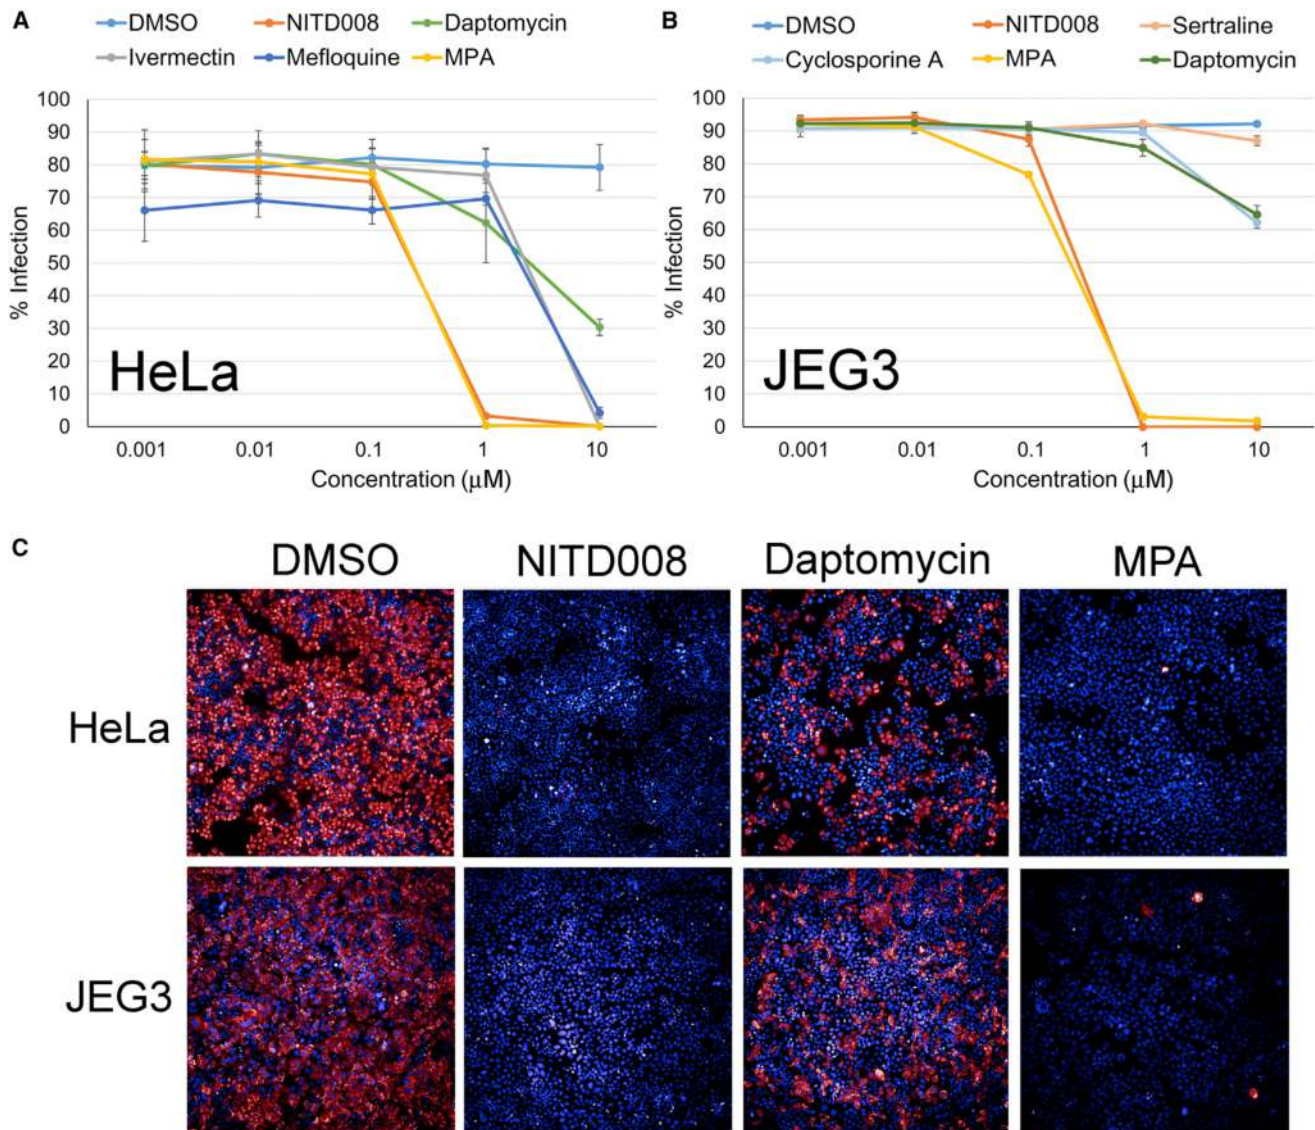 A
DMSO NITD008 Daptomycin
Ivermectin Mefloquine MPA
% Infection
100
90
80
70
60
50
40
30
20
10
0
HeLa
0.001 0.01 0.1 1 10
Concentration (μM)
B
DMSO NITD008 Sertraline
Cyclosporine A MPA Daptomycin
% Infection
100
90
80
70
60
50
40
30
20
10
0
JEG3
0.001 0.01 0.1 1 10
Concentration (μM)
C
DMSO NITD008 Daptomycin MPA
HeLa
JEG3